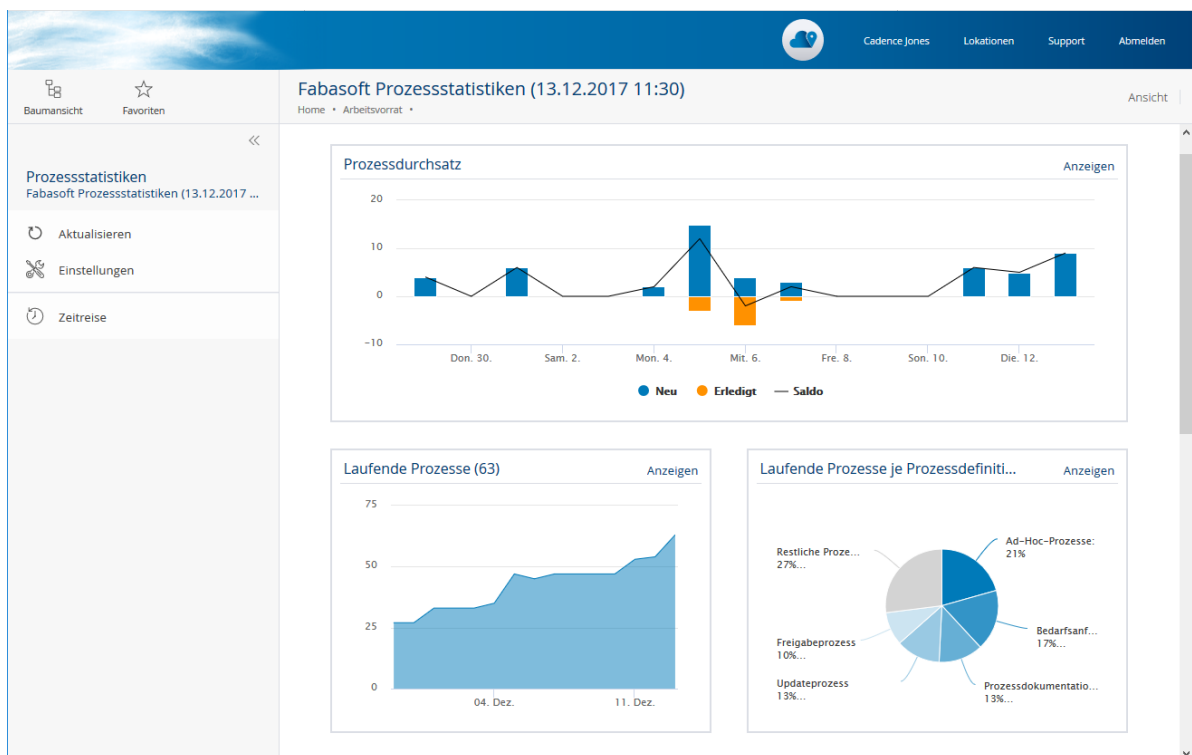 Cadence Jones
Lokationen
Support
Abmelden
Baumansicht
Favoriten
Fabasoft Prozessstatistiken (13.12.2017 11:30)
Home • Arbeitsvorrat •
Ansicht
Prozessstatistiken
Fabasoft Prozessstatistiken (13.12.2017 ...
Aktualisieren
Einstellungen
Zeitreise
Prozessdurchsatz
Anzeigen
20
10
0
-10
Don. 30.
Sam. 2.
Mon. 4.
Mit. 6.
Fre. 8.
Son. 10.
Die. 12.
Neu
Erledigt
Saldo
Laufende Prozesse (63)
Anzeigen
75
50
25
0
04. Dez.
11. Dez.
Laufende Prozesse je Prozessdefiniti...
Anzeigen
Ad-Hoc-Prozesse:
21%
Restliche Proze...
27%...
Bedarfsanf...
17%...
Freigabeprozess
10%...
Updateprozess
13%...
Prozessdokumentatio...
13%...